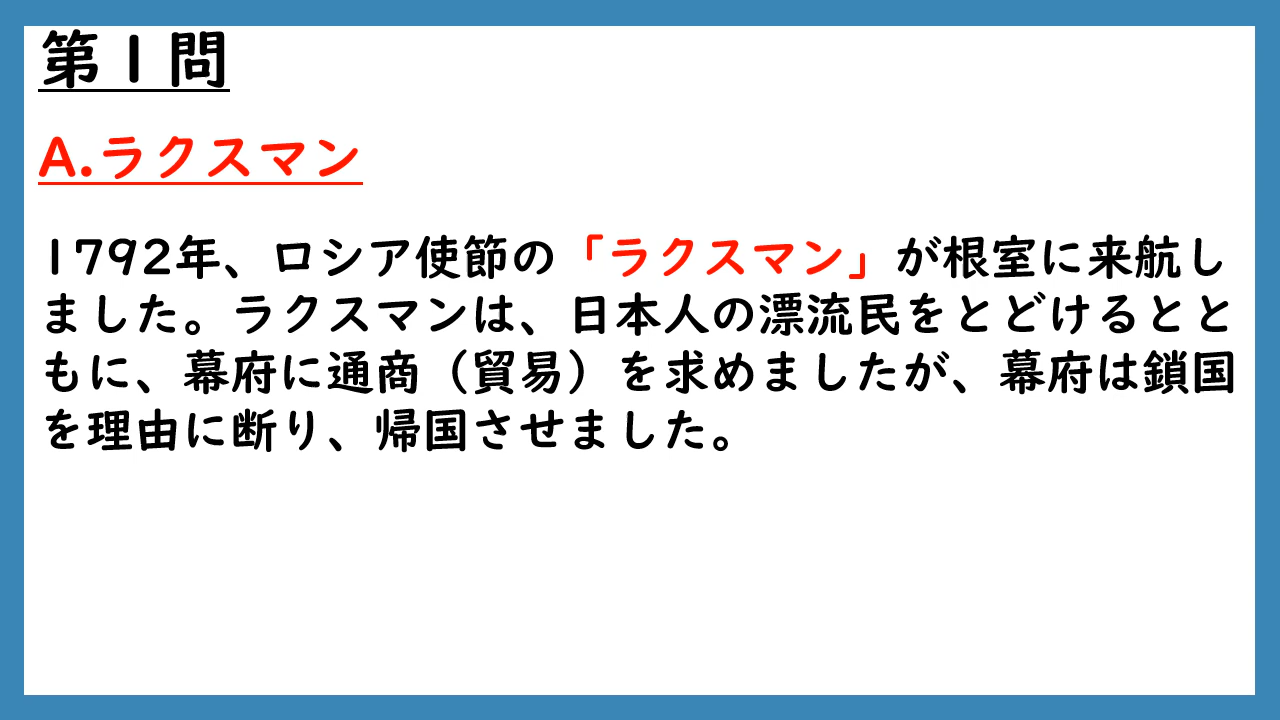 第1問
A.ラクスマン
1792年、ロシア使節の「ラクスマン」が根室に来航し
ました。ラクスマンは、日本人の漂流民をとどけるとと
もに、幕府に通商（貿易）を求めましたが、幕府は鎖国
を理由に断り、帰国させました。